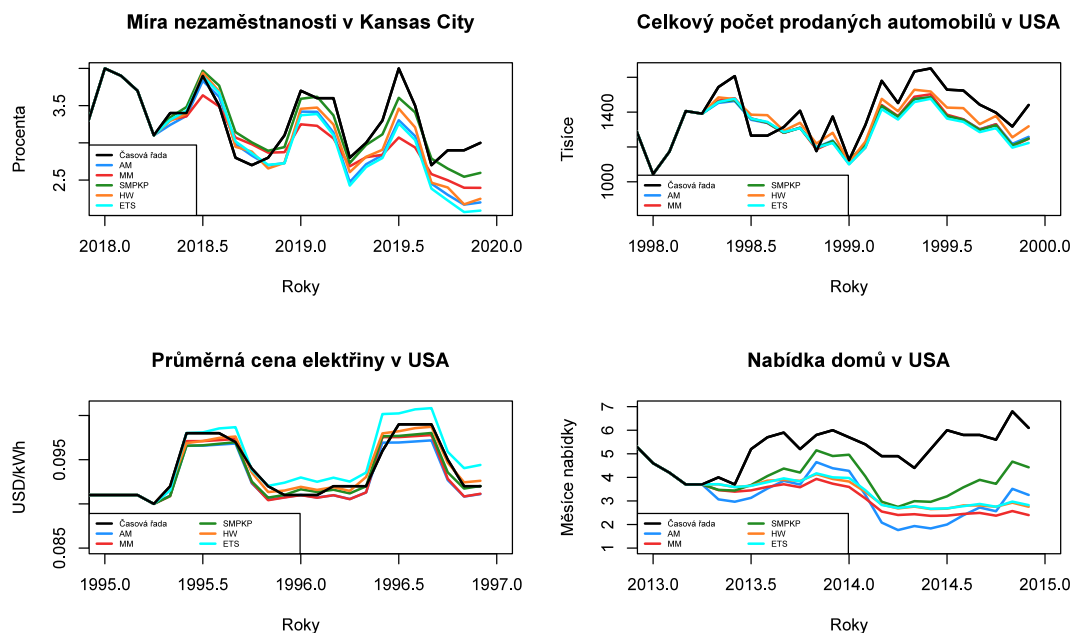 Míra nezaměstnanosti v Kansas City
Procenta
3.5
2.5
Časová řada
AM
MM
SMPKP
HW
ETS
2018.0 2018.5 2019.0 2019.5 2020.0
Roky
Celkový počet prodaných automobilů v USA
Tisíce
1400
1000
Časová řada
AM
MM
SMPKP
HW
ETS
1998.0 1998.5 1999.0 1999.5 2000.0
Roky
Průměrná cena elektřiny v USA
USD/kWh
0.095
0.085
Časová řada
AM
MM
SMPKP
HW
ETS
1995.0 1995.5 1996.0 1996.5 1997.0
Roky
Nabídka domů v USA
Měsíce nabídky
7
6
5
4
3
2
1
Časová řada
AM
MM
SMPKP
HW
ETS
2013.0 2013.5 2014.0 2014.5 2015.0
Roky